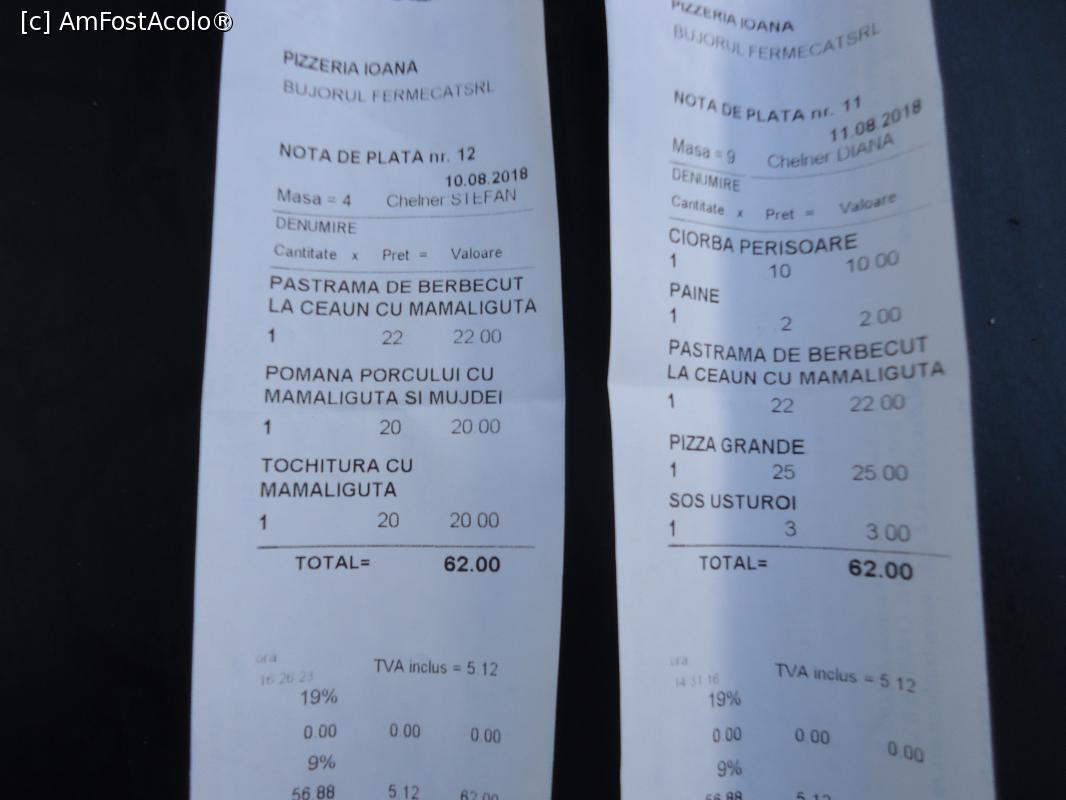 [c] AmFostAcolo®
PIZZERIA IOANA
BUJORUL FERMECATSRL
NOTA DE PLATA nr. 12
10.08.2018
Masa = 4 Chelner STEFAN
DENUMIRE
Cantitate x Pret = Valoare
PASTRAMA DE BERBECUT
LA CEAUN CU MAMALIGUTA
1 22 22.00
POMANA PORCULUI CU
MAMALIGUTA SI MUJDEI
1 20 20.00
TOCHITURA CU
MAMALIGUTA
1 20 20.00
TOTAL= 62.00
ora
16 26 23
TVA inclus = 5.12
19%
0.00 0.00 0.00
9%
56.88 5.12 62.00
PIZZERIA IOANA
BUJORUL FERMECATSRL
NOTA DE PLATA nr. 11
11.08.2018
Masa = 9 Chelner DIANA
DENUMIRE
Cantitate x Pret = Valoare
CIORBA PERISOARE
1 10 10.00
PAINE
1 2 2.00
PASTRAMA DE BERBECUT
LA CEAUN CU MAMALIGUTA
1 22 22.00
PIZZA GRANDE
1 25 25.00
SOS USTUROI
1 3 3.00
TOTAL= 62.00
ora
14 31 16
TVA inclus = 5.12
19%
0.00 0.00 0.00
9%
56.88 5.12